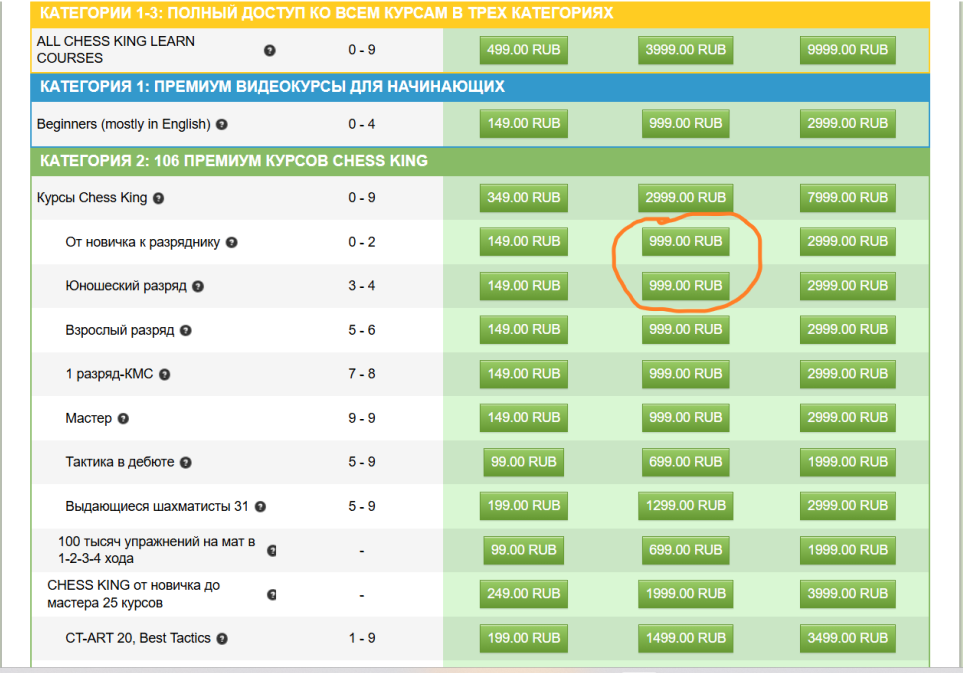 КАТЕГОРИИ 1-3: ПОЛНЫЙ ДОСТУП КО ВСЕМ КУРСАМ В ТРЕХ КАТЕГОРИЯХ
ALL CHESS KING LEARN
COURSES ? 0 - 9 499.00 RUB 3999.00 RUB 9999.00 RUB
КАТЕГОРИЯ 1: ПРЕМИУМ ВИДЕОКУРСЫ ДЛЯ НАЧИНАЮЩИХ
Beginners (mostly in English) ? 0 - 4 149.00 RUB 999.00 RUB 2999.00 RUB
КАТЕГОРИЯ 2: 106 ПРЕМИУМ КУРСОВ CHESS KING
Курсы Chess King ? 0 - 9 349.00 RUB 2999.00 RUB 7999.00 RUB
От новичка к разряднику ? 0 - 2 149.00 RUB 999.00 RUB 2999.00 RUB
Юношеский разряд ? 3 - 4 149.00 RUB 999.00 RUB 2999.00 RUB
Взрослый разряд ? 5 - 6 149.00 RUB 999.00 RUB 2999.00 RUB
1 разряд-КМС ? 7 - 8 149.00 RUB 999.00 RUB 2999.00 RUB
Мастер ? 9 - 9 149.00 RUB 999.00 RUB 2999.00 RUB
Тактика в дебюте ? 5 - 9 99.00 RUB 699.00 RUB 1999.00 RUB
Выдающиеся шахматисты 31 ? 5 - 9 199.00 RUB 1299.00 RUB 2999.00 RUB
100 тысяч упражнений на мат в
1-2-3-4 хода ? - 99.00 RUB 699.00 RUB 1999.00 RUB
CHESS KING от новичка до
мастера 25 курсов ? - 249.00 RUB 1999.00 RUB 3999.00 RUB
CT-ART 20, Best Tactics ? 1 - 9 199.00 RUB 1499.00 RUB 3499.00 RUB